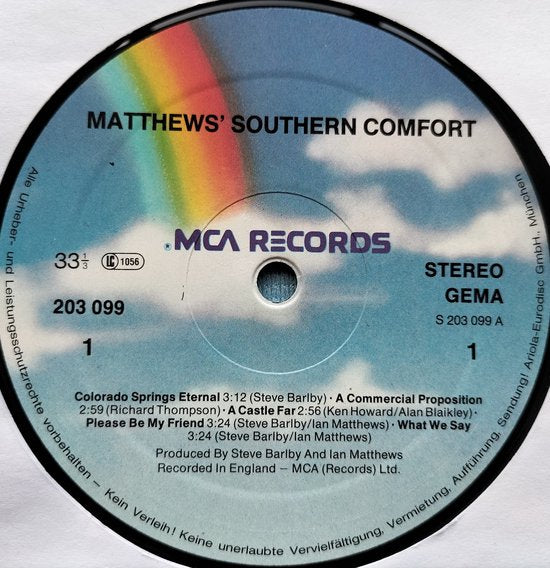 MATTHEWS' SOUTHERN COMFORT
MCA RECORDS
33⅓
LC 1056
203 099
1
STEREO
GEMA
S 203 099 A
1
Colorado Springs Eternal 3:12 (Steve Barlby) · A Commercial Proposition
2:59 (Richard Thompson) · A Castle Far 2:56 (Ken Howard/Alan Blaikley) ·
Please Be My Friend 3:24 (Steve Barlby/Ian Matthews) · What We Say
3:24 (Steve Barlby/Ian Matthews)
Produced By Steve Barlby And Ian Matthews
Recorded In England – MCA (Records) Ltd.
Alle Urheber- und Leistungsschutzrechte vorbehalten – Kein Verleih! Keine unerlaubte Vervielfältigung, Vermietung, Aufführung, Sendung! Ariola-Eurodisc GmbH., München